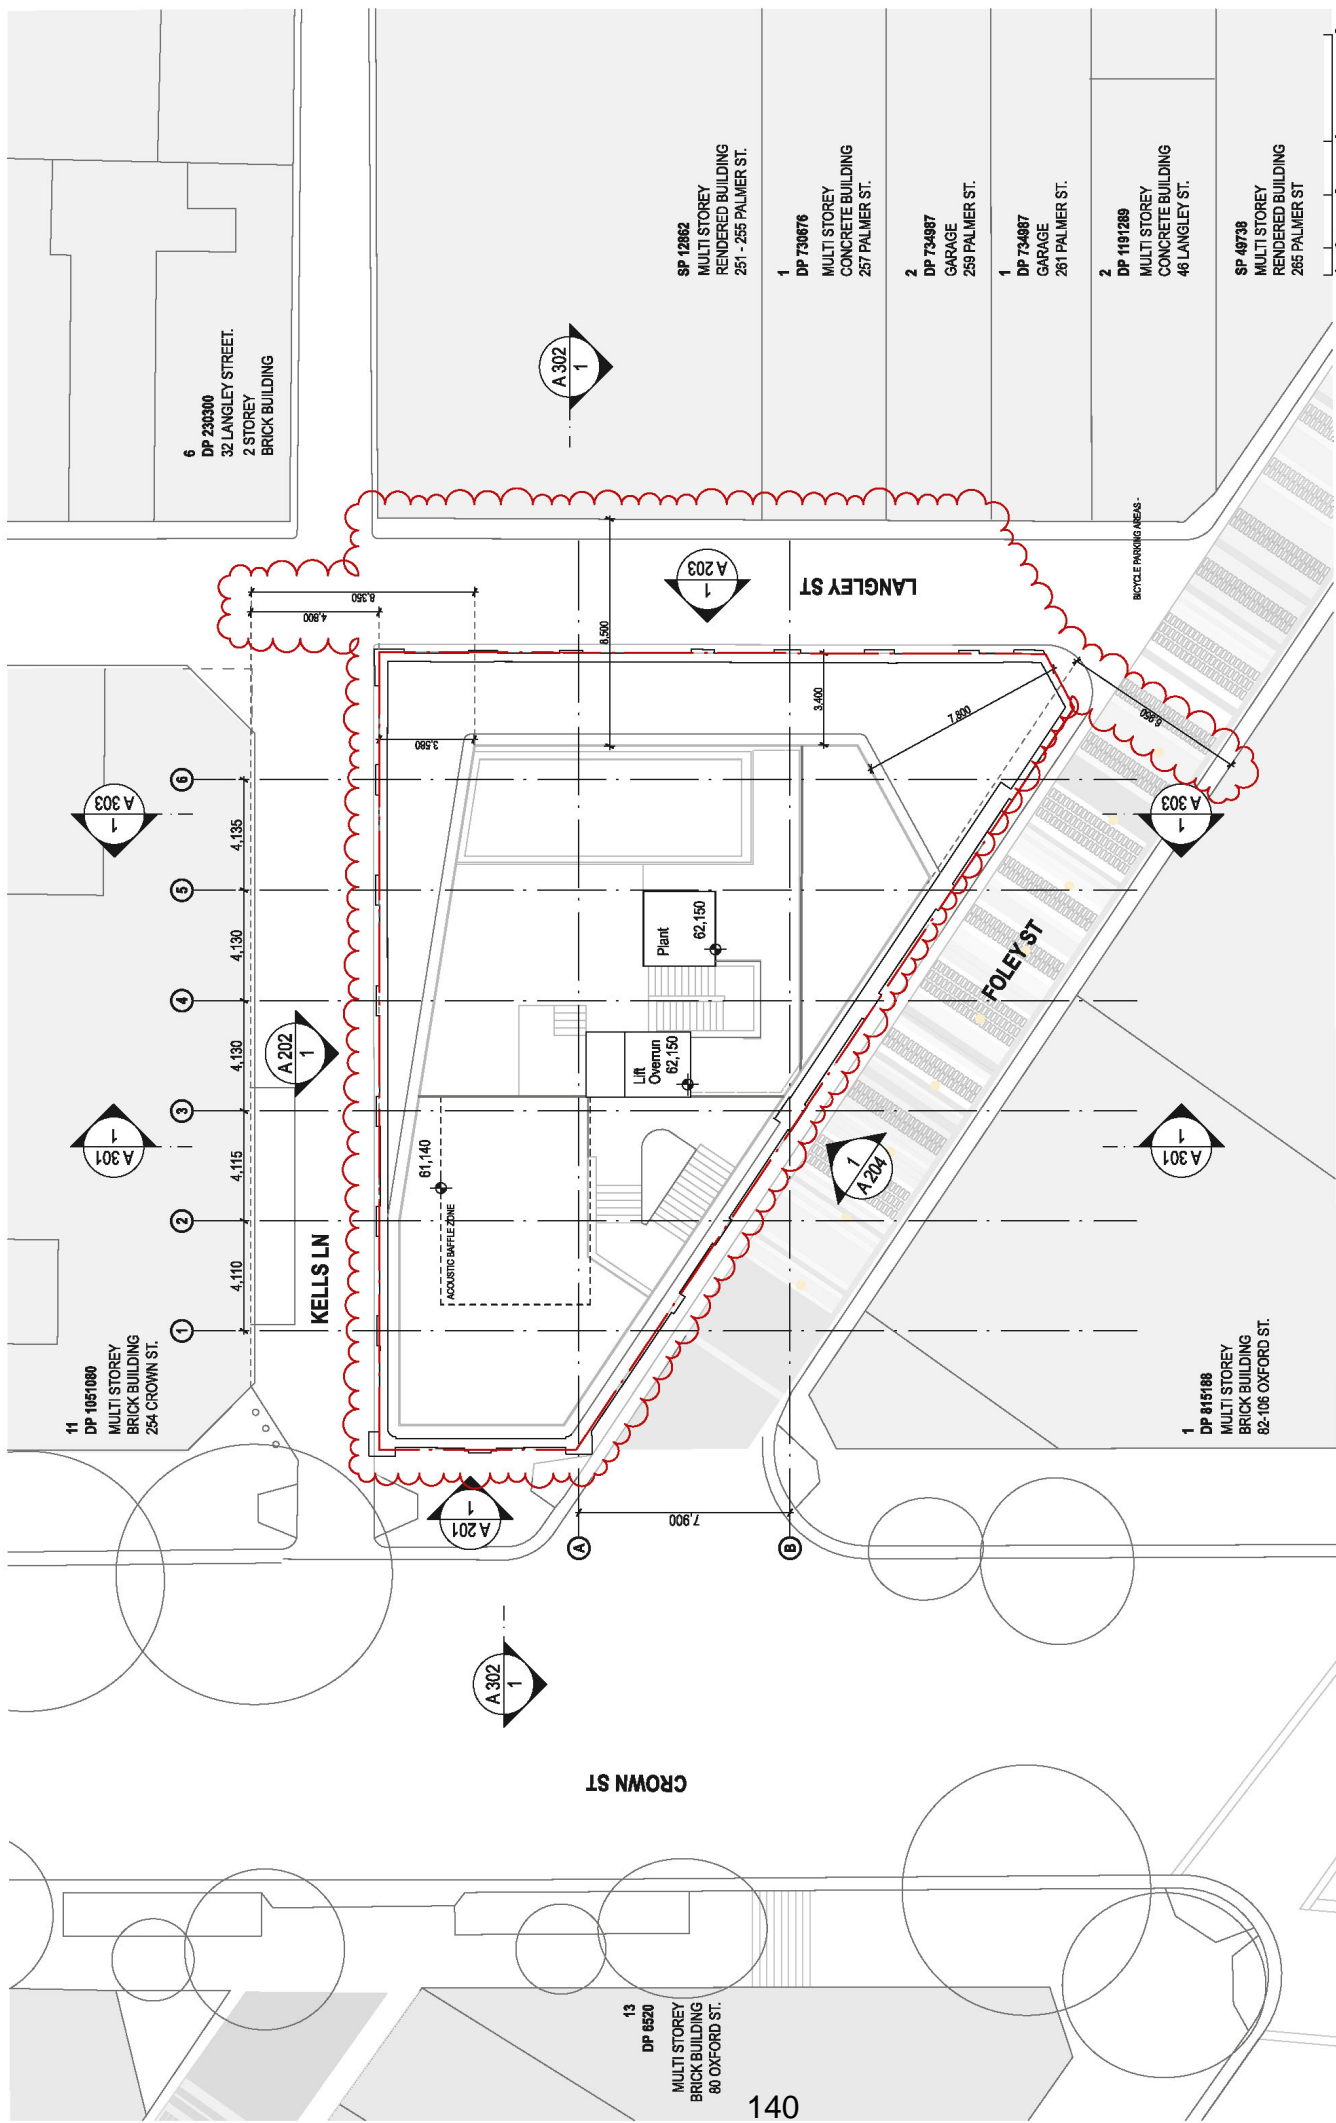 6
DP 230300
32 LANGLEY STREET.
2 STOREY
BRICK BUILDING
SP 12862
MULTI STOREY
RENDERED BUILDING
251 - 255 PALMER ST.
1
DP 730676
MULTI STOREY
CONCRETE BUILDING
257 PALMER ST.
2
DP 734987
GARAGE
259 PALMER ST.
1
DP 734987
GARAGE
261 PALMER ST.
2
DP 1191289
MULTI STOREY
CONCRETE BUILDING
46 LANGLEY ST.
SP 49738
MULTI STOREY
RENDERED BUILDING
265 PALMER ST
A 302
1
BICYCLE PARKING AREAS -
LANGLEY ST
A 203
1
8,350
4,800
8,500
3,400
3,580
7,800
6,950
A 303
1
6
4,135
5
4,130
4
4,130
3
4,115
2
4,110
1
A 202
1
A 301
1
KELLS LN
11
DP 1051080
MULTI STOREY
BRICK BUILDING
254 CROWN ST.
Plant
62,150
Lift
Overrun
62,150
61,140
ACOUSTIC BAFFLE ZONE
FOLEY ST
A 303
1
1
A 204
A 301
1
1
DP 815188
MULTI STOREY
BRICK BUILDING
82-106 OXFORD ST.
A 201
1
A
7,900
B
A 302
1
CROWN ST
13
DP 6520
MULTI STOREY
BRICK BUILDING
80 OXFORD ST.
140